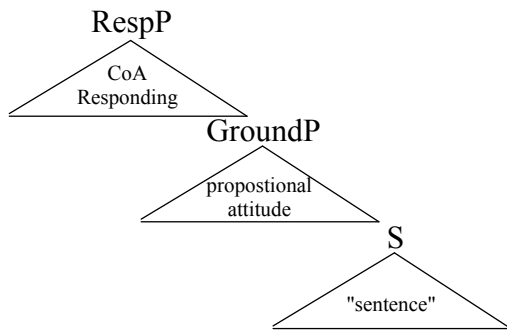 RespP
CoA
Responding
GroundP
propostional
attitude
S
"sentence"